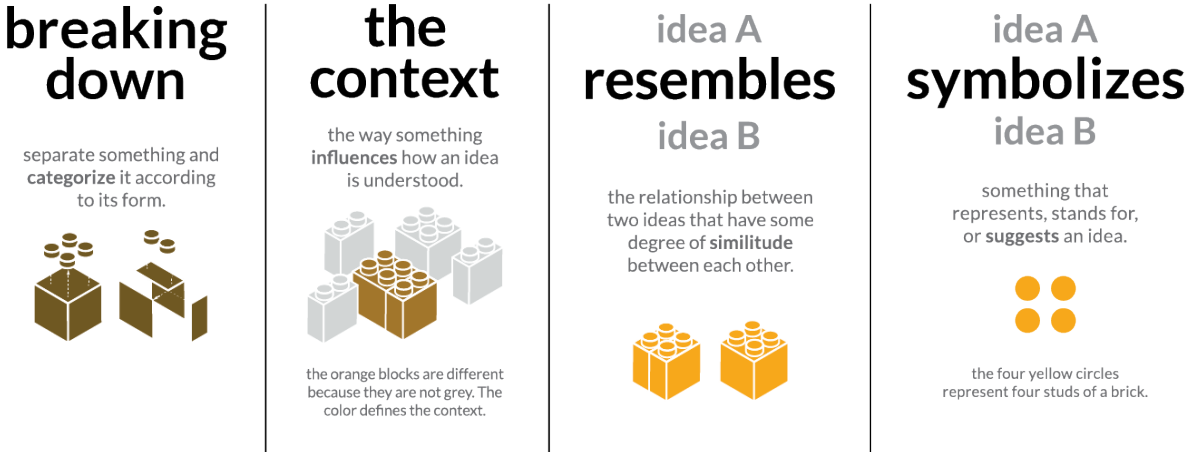 breaking
down
separate something and
categorize it according
to its form.
the
context
the way something
influences how an idea
is understood.
the orange blocks are different
because they are not grey. The
color defines the context.
idea A
resembles
idea B
the relationship between
two ideas that have some
degree of similitude
between each other.
idea A
symbolizes
idea B
something that
represents, stands for,
or suggests an idea.
the four yellow circles
represent four studs of a brick.